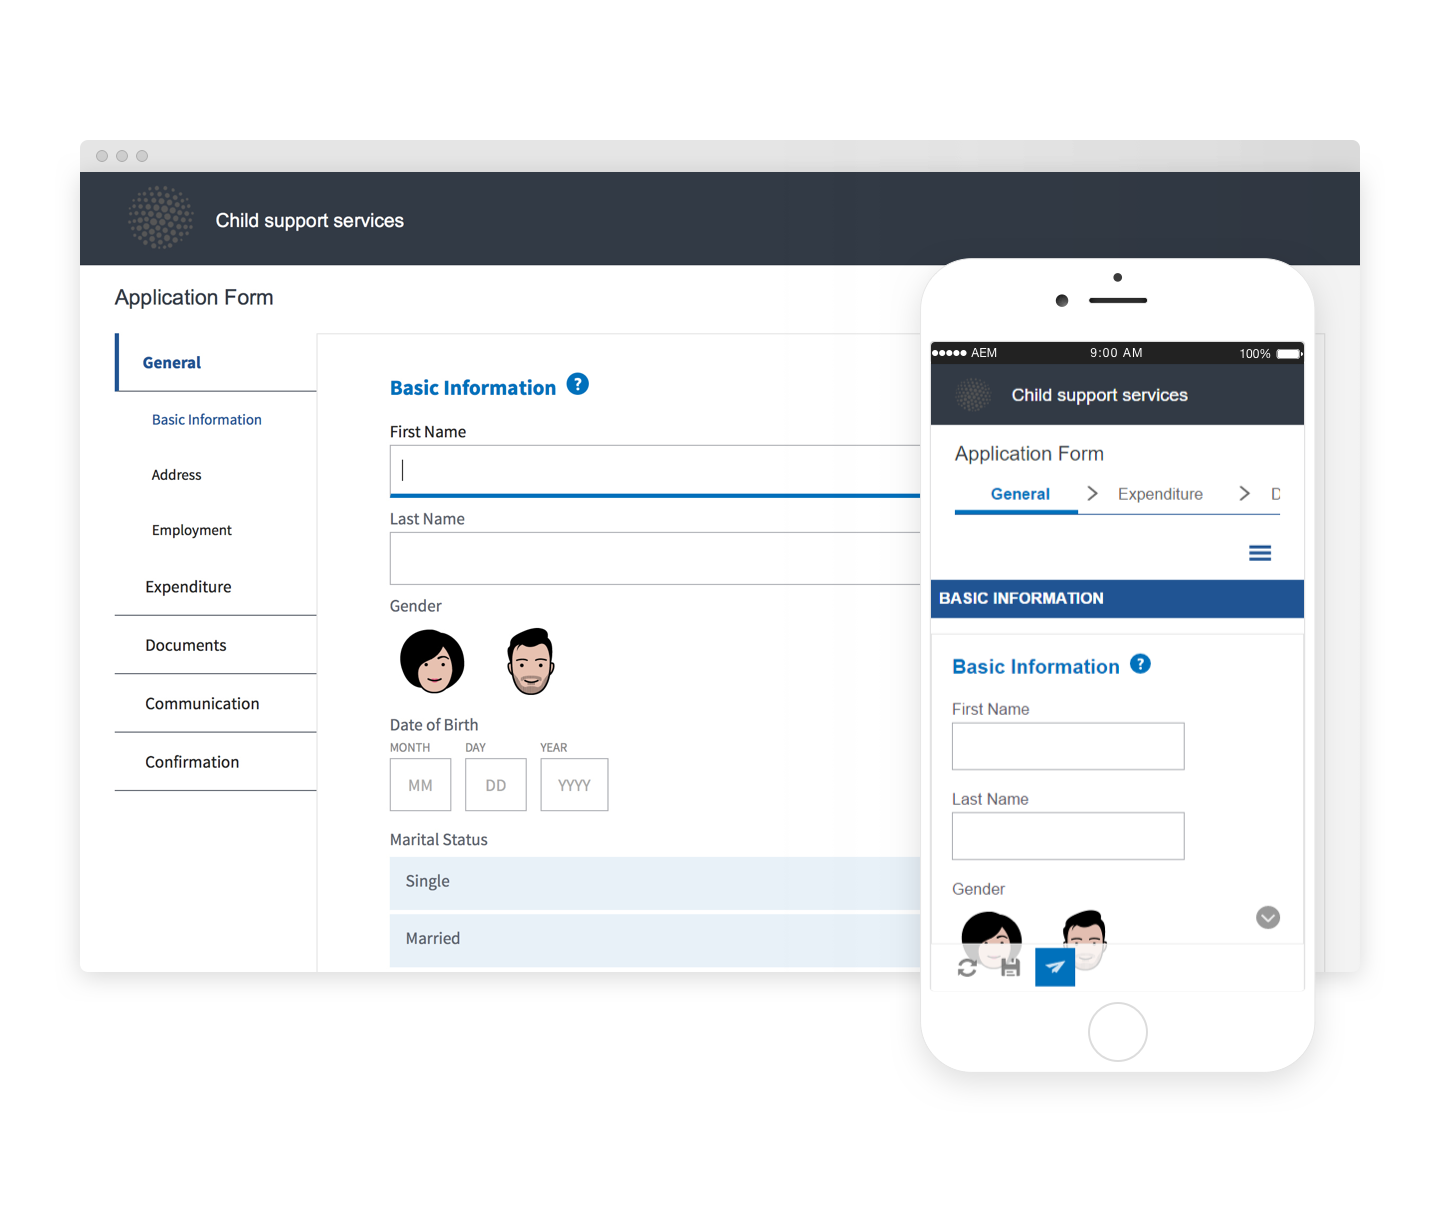 Child support services
Application Form
General
Basic Information
Address
Employment
Expenditure
Documents
Communication
Confirmation
Basic Information ?
First Name
Last Name
Gender
Date of Birth
MONTH DAY YEAR
MM DD YYYY
Marital Status
Single
Married
AEM 9:00 AM 100%
Child support services
Application Form
General > Expenditure > D
BASIC INFORMATION
Basic Information ?
First Name
Last Name
Gender